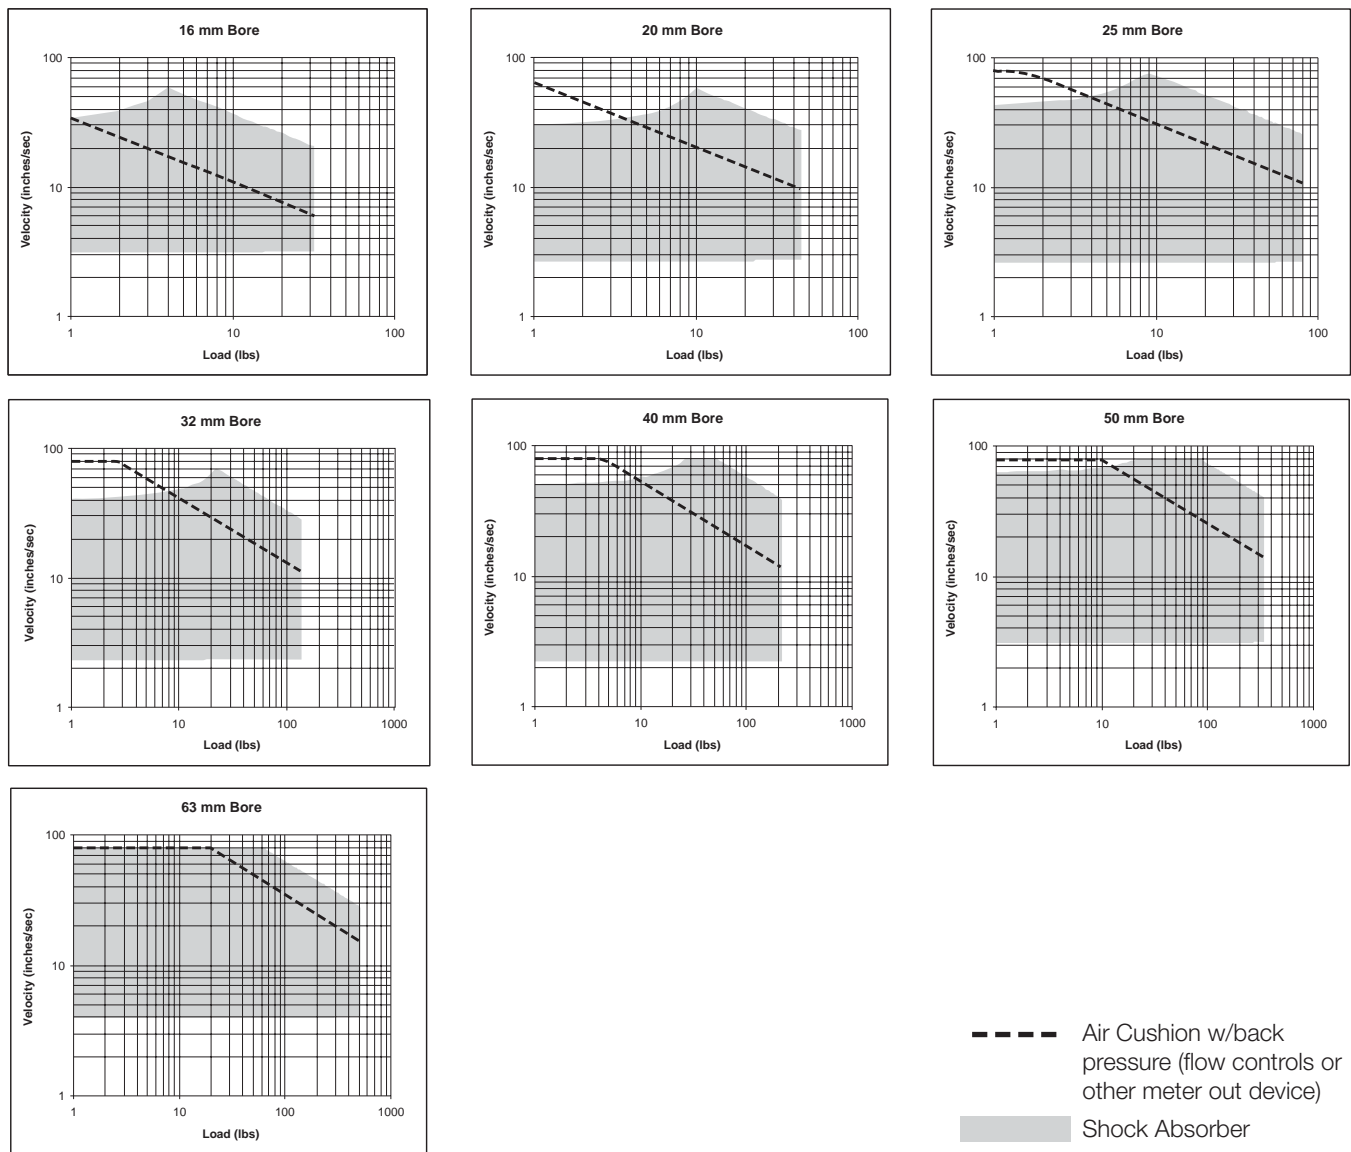 16 mm Bore
100
10
1
1
10
100
Velocity (inches/sec)
Load (lbs)
20 mm Bore
100
10
1
1
10
100
Velocity (inches/sec)
Load (lbs)
25 mm Bore
100
10
1
1
10
100
Velocity (inches/sec)
Load (lbs)
32 mm Bore
100
10
1
1
10
100
1000
Velocity (inches/sec)
Load (lbs)
40 mm Bore
100
10
1
1
10
100
1000
Velocity (inches/sec)
Load (lbs)
50 mm Bore
100
10
1
1
10
100
1000
Velocity (inches/sec)
Load (lbs)
63 mm Bore
100
10
1
1
10
100
1000
Velocity (inches/sec)
Load (lbs)
Air Cushion w/back
pressure (flow controls or
other meter out device)
Shock Absorber